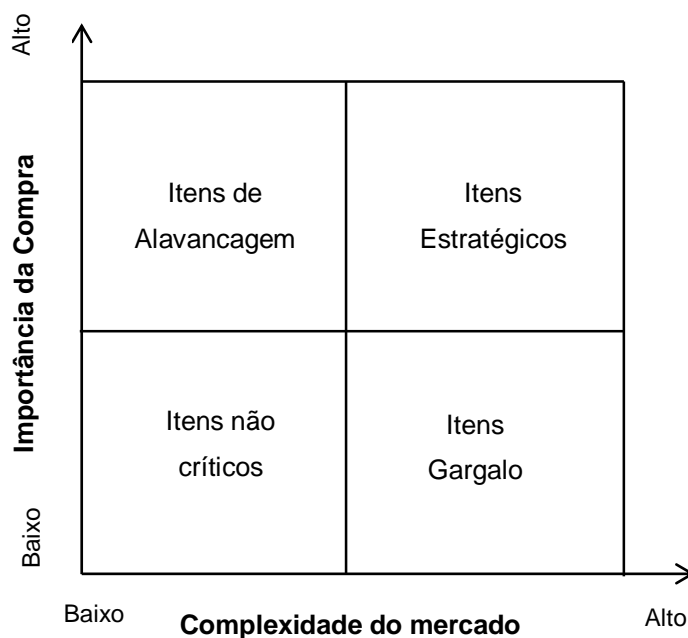 Alto
Importância da Compra
Baixo
Itens de
Alavancagem
Itens
Estratégicos
Itens não
críticos
Itens
Gargalo
Baixo
Complexidade do mercado
Alto